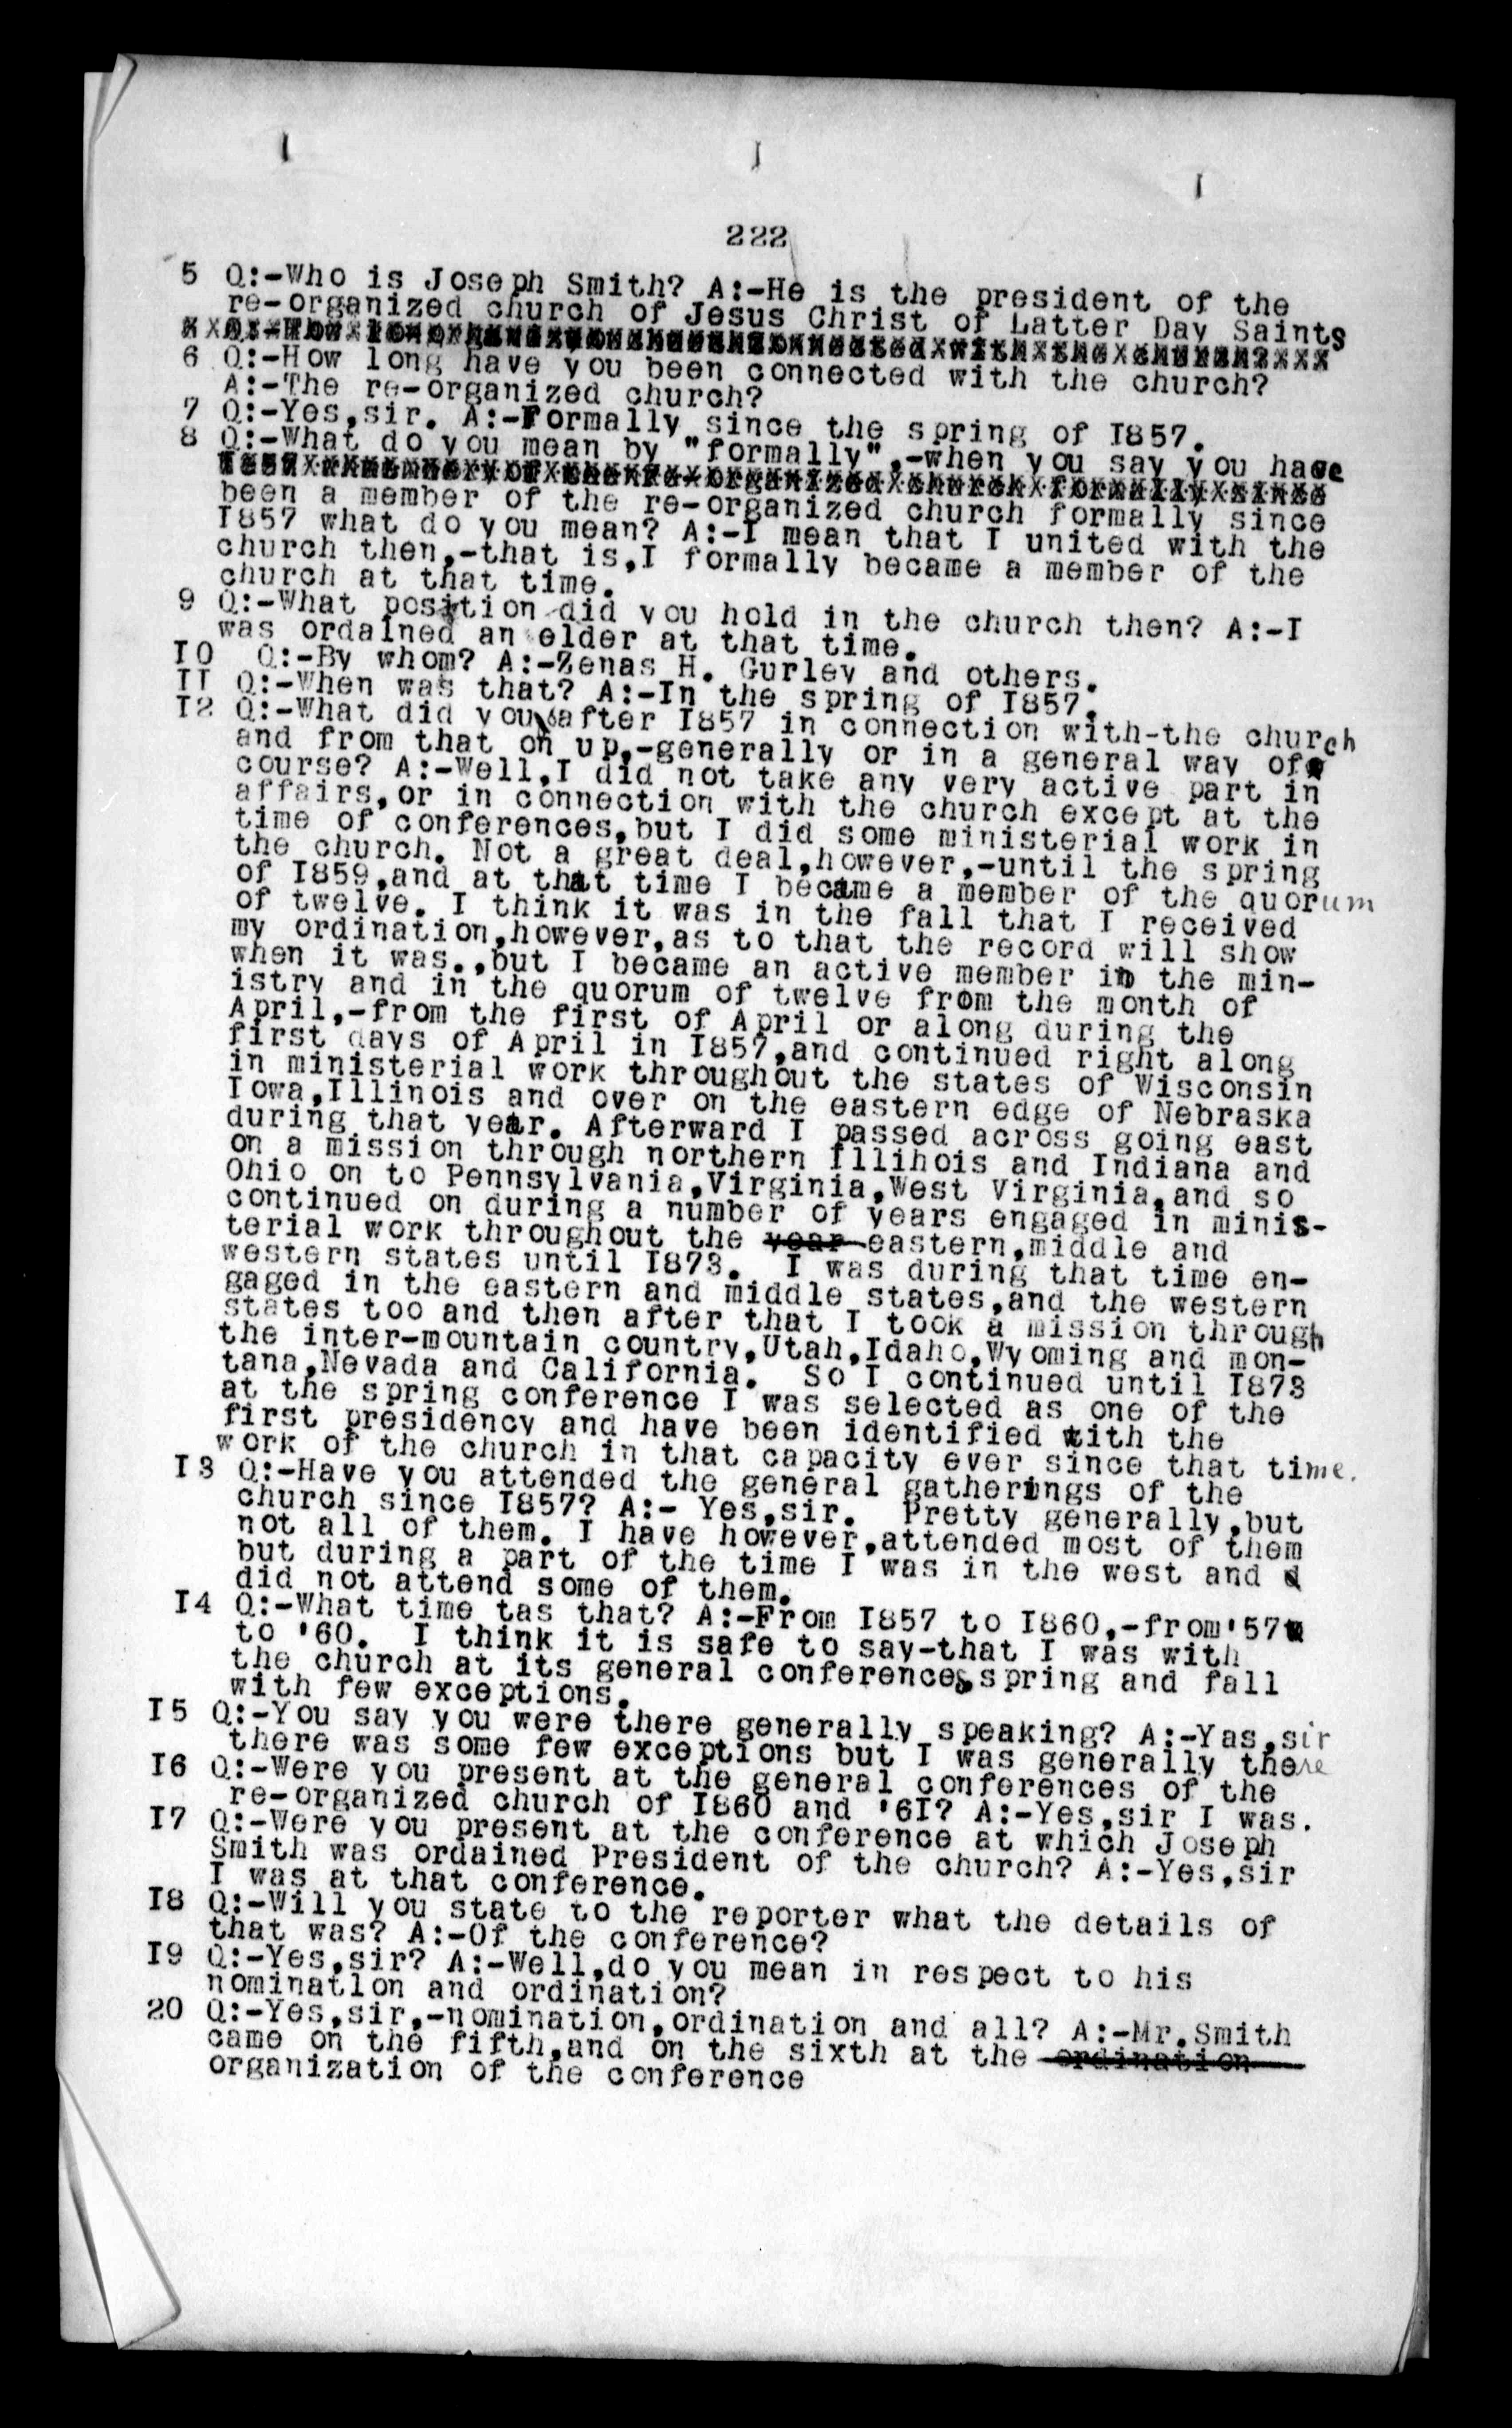 222
5 Q:-Who is Joseph Smith? A:-He is the president of the
re-organized church of Jesus Christ of Latter Day Saints
6 Q:-How long have you been connected with the church?
A:-The re-organized church?
7 Q:-Yes,sir. A:-Formally since the spring of I857.
8 Q:-What do you mean by "formally",-when you say you have
been a member of the re-organized church formally since
I857 what do you mean? A:-I mean that I united with the
church then,-that is,I formally became a member of the
church at that time.
9 Q:-What position did you hold in the church then? A:-I
was ordained an elder at that time.
I0 Q:-By whom? A:-Zenas H. Gurley and others.
II Q:-When was that? A:-In the spring of I857.
I2 Q:-What did you after I857 in connection with-the church
and from that on up,-generally or in a general way of
course? A:-Well,I did not take any very active part in
affairs,or in connection with the church except at the
time of conferences,but I did some ministerial work in
the church. Not a great deal,however,-until the spring
of I859,and at that time I became a member of the quorum
of twelve. I think it was in the fall that I received
my ordination,however,as to that the record will show
when it was.,but I became an active member in the min-
istry and in the quorum of twelve from the month of
April,-from the first of April or along during the
first days of April in I857,and continued right along
in ministerial work throughout the states of Wisconsin
Iowa,Illinois and over on the eastern edge of Nebraska
during that year. Afterward I passed across going east
on a mission through northern Illihois and Indiana and
Ohio on to Pennsylvania,Virginia,West Virginia,and so
continued on during a number of years engaged in minis-
terial work throughout the year eastern,middle and
western states until I873. I was during that time en-
gaged in the eastern and middle states,and the western
states too and then after that I took a mission through
the inter-mountain country,Utah,Idaho,Wyoming and mon-
tana,Nevada and California. So I continued until I873
at the spring conference I was selected as one of the
first presidency and have been identified with the
work of the church in that capacity ever since that time.
I3 Q:-Have you attended the general gatherings of the
church since I857? A:- Yes,sir. Pretty generally,but
not all of them. I have however,attended most of them
but during a part of the time I was in the west and d
did not attend some of them.
I4 Q:-What time tas that? A:-From I857 to I860,-from'57
to '60. I think it is safe to say-that I was with
the church at its general conferences,spring and fall
with few exceptions.
I5 Q:-You say you were there generally speaking? A:-Yas,sir
there was some few exceptions but I was generally there
I6 Q:-Were you present at the general conferences of the
re-organized church of I860 and '6I? A:-Yes,sir I was.
I7 Q:-Were you present at the conference at which Joseph
Smith was ordained President of the church? A:-Yes,sir
I was at that conference.
I8 Q:-Will you state to the reporter what the details of
that was? A:-Of the conference?
I9 Q:-Yes,sir? A:-Well,do you mean in respect to his
nomination and ordination?
20 Q:-Yes,sir,-nomination,ordination and all? A:-Mr.Smith
came on the fifth,and on the sixth at the ordination
organization of the conference